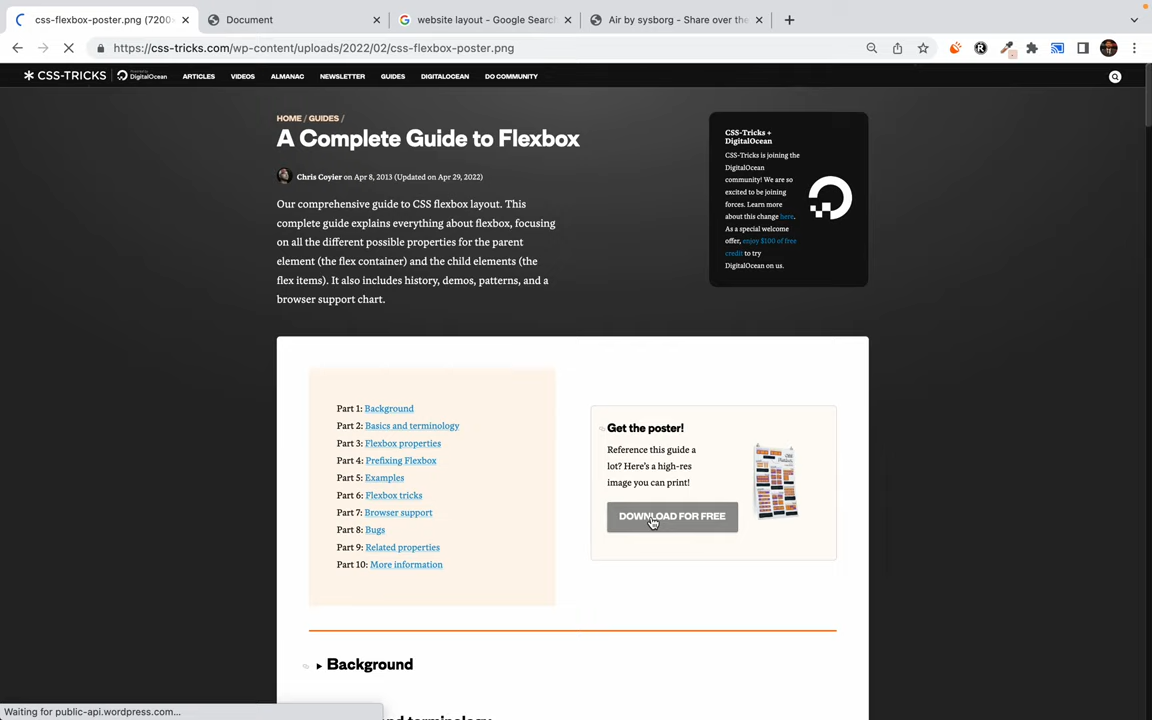 css-flexbox-poster.png (7200×
Document
website layout - Google Search
Air by sysborg - Share over the
https://css-tricks.com/wp-content/uploads/2022/02/css-flexbox-poster.png
CSS-TRICKS
DigitalOcean
ARTICLES VIDEOS ALMANAC NEWSLETTER GUIDES DIGITALOCEAN DO COMMUNITY
HOME / GUIDES /
A Complete Guide to Flexbox
Chris Coyier on Apr 8, 2013 (Updated on Apr 29, 2022)
Our comprehensive guide to CSS flexbox layout. This
complete guide explains everything about flexbox, focusing
on all the different possible properties for the parent
element (the flex container) and the child elements (the
flex items). It also includes history, demos, patterns, and a
browser support chart.
CSS-Tricks +
DigitalOcean
CSS-Tricks is joining the
DigitalOcean
community! We are so
excited to be joining
forces. Learn more
about this change here.
As a special welcome
offer, enjoy $100 of free
credit to try
DigitalOcean on us.
Part 1: Background
Part 2: Basics and terminology
Part 3: Flexbox properties
Part 4: Prefixing Flexbox
Part 5: Examples
Part 6: Flexbox tricks
Part 7: Browser support
Part 8: Bugs
Part 9: Related properties
Part 10: More information
Get the poster!
Reference this guide a
lot? Here's a high-res
image you can print!
DOWNLOAD FOR FREE
Background
terminology
Waiting for public-api.wordpress.com...